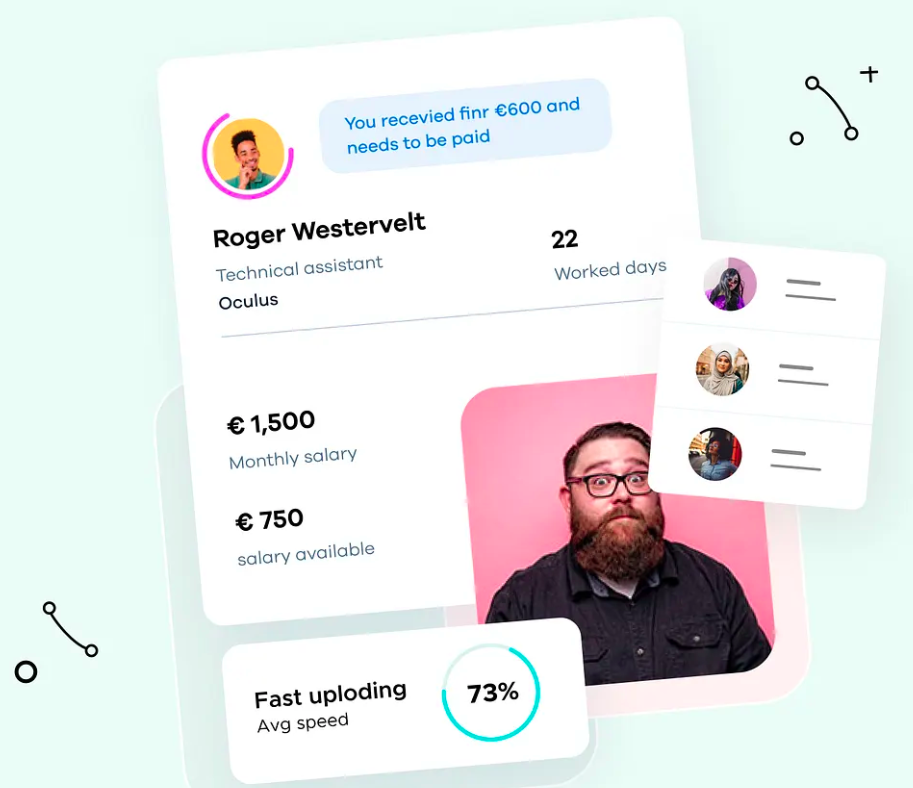 You recevied finr €600 and
needs to be paid
Roger Westervelt
Technical assistant
Oculus
22
Worked days
€ 1,500
Monthly salary
€ 750
salary available
Fast uploding
Avg speed
73%